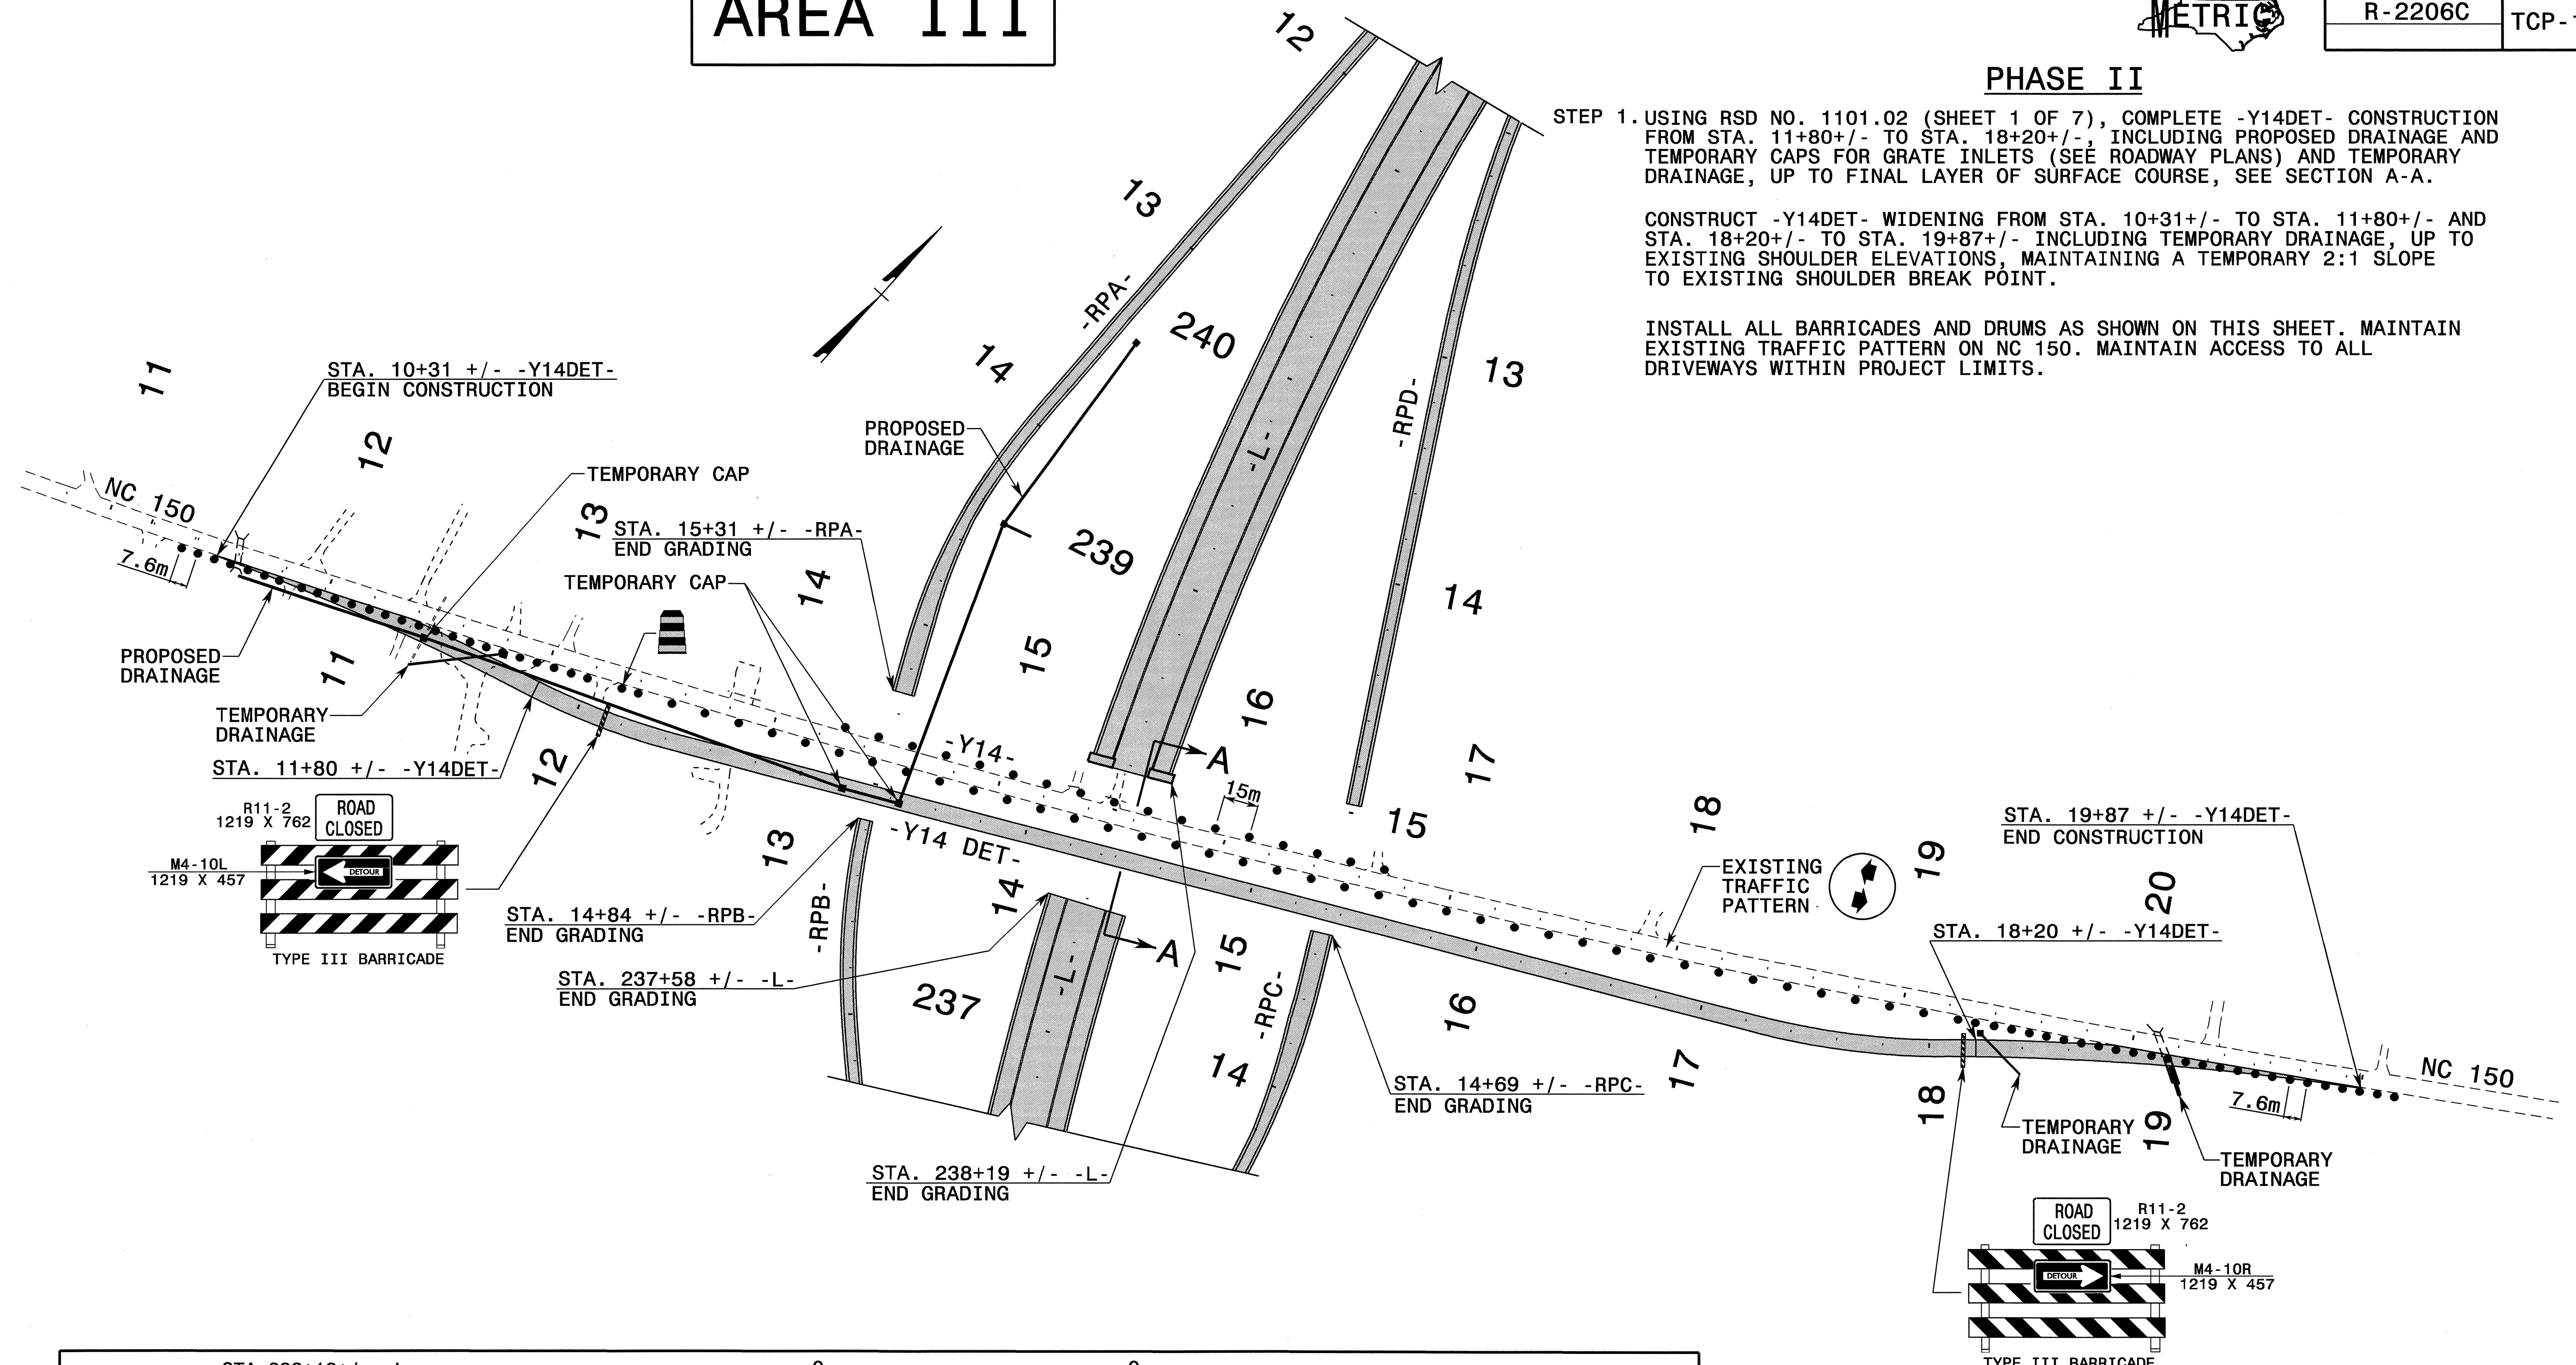 AREA III
METRIC
R-2206C
TCP-
PHASE II
STEP 1. USING RSD NO. 1101.02 (SHEET 1 OF 7), COMPLETE -Y14DET- CONSTRUCTION
FROM STA. 11+80+/- TO STA. 18+20+/-, INCLUDING PROPOSED DRAINAGE AND
TEMPORARY CAPS FOR GRATE INLETS (SEE ROADWAY PLANS) AND TEMPORARY
DRAINAGE, UP TO FINAL LAYER OF SURFACE COURSE, SEE SECTION A-A.
CONSTRUCT -Y14DET- WIDENING FROM STA. 10+31+/- TO STA. 11+80+/- AND
STA. 18+20+/- TO STA. 19+87+/- INCLUDING TEMPORARY DRAINAGE, UP TO
EXISTING SHOULDER ELEVATIONS, MAINTAINING A TEMPORARY 2:1 SLOPE
TO EXISTING SHOULDER BREAK POINT.
INSTALL ALL BARRICADES AND DRUMS AS SHOWN ON THIS SHEET. MAINTAIN
EXISTING TRAFFIC PATTERN ON NC 150. MAINTAIN ACCESS TO ALL
DRIVEWAYS WITHIN PROJECT LIMITS.
12
13
-RPA-
14
240
239
-L-
-RPD-
13
14
15
11
12
13
14
15
16
17
18
19
20
STA. 10+31 +/- -Y14DET-
BEGIN CONSTRUCTION
TEMPORARY CAP
PROPOSED
DRAINAGE
NC 150
7.6m
STA. 15+31 +/- -RPA-
END GRADING
TEMPORARY CAP
PROPOSED
DRAINAGE
11
TEMPORARY
DRAINAGE
STA. 11+80 +/- -Y14DET-
12
-Y14-
A
15m
R11-2
1219 X 762
ROAD
CLOSED
M4-10L
1219 X 457
DETOUR
TYPE III BARRICADE
13
-Y14 DET-
14
STA. 14+84 +/- -RPB-
END GRADING
-RPB-
STA. 237+58 +/- -L-
END GRADING
237
-L-
A
15
-RPC-
14
16
17
18
19
STA. 14+69 +/- -RPC-
END GRADING
STA. 238+19 +/- -L-
END GRADING
EXISTING
TRAFFIC
PATTERN
STA. 19+87 +/- -Y14DET-
END CONSTRUCTION
STA. 18+20 +/- -Y14DET-
NC 150
7.6m
TEMPORARY
DRAINAGE
TEMPORARY
DRAINAGE
ROAD
CLOSED
R11-2
1219 X 762
DETOUR
M4-10R
1219 X 457
TYPE III BARRICADE